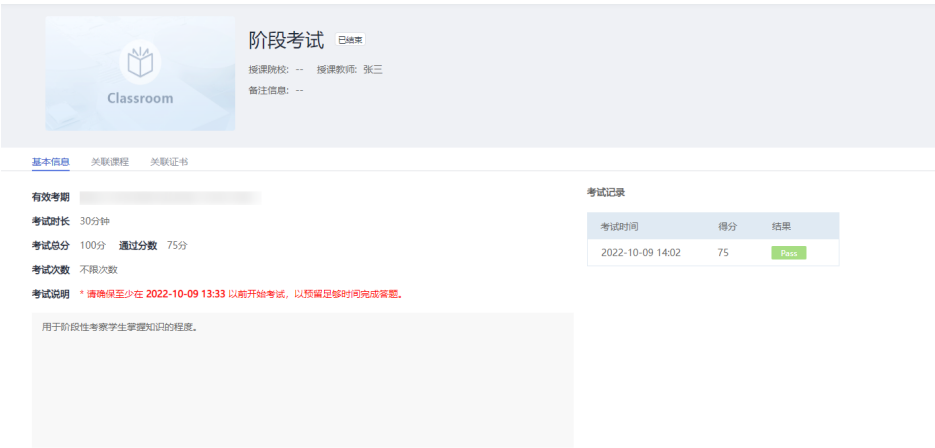 阶段考试 已结束
授课院校: -- 授课教师: 张三
Classroom
备注信息: --
基本信息 关联课程 关联证书
有效考期
考试时长 30分钟
考试总分 100分 通过分数 75分
考试次数 不限次数
考试说明 * 请确保至少在 2022-10-09 13:33 以前开始考试，以预留足够时间完成答题。
用于阶段性考察学生掌握知识的程度。
考试记录
考试时间 得分 结果
2022-10-09 14:02 75 Pass